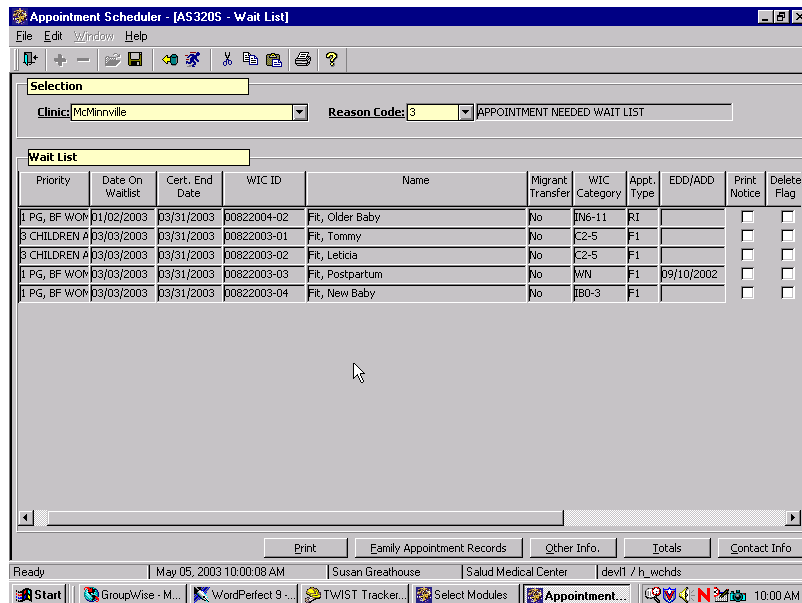 Appointment Scheduler - [AS320S - Wait List]
File Edit Window Help
Selection
Clinic: McMinnville Reason Code: 3 APPOINTMENT NEEDED WAIT LIST
Wait List
Priority Date On Waitlist Cert. End Date WIC ID Name Migrant Transfer WIC Category Appt. Type EDD/ADD Print Notice Delete Flag
1 PG, BF WOM 01/02/2003 03/31/2003 00822004-02 Fit, Older Baby No IN6-11 RI
3 CHILDREN A 03/03/2003 03/31/2003 00822003-01 Fit, Tommy No C2-5 F1
3 CHILDREN A 03/03/2003 03/31/2003 00822003-02 Fit, Leticia No C2-5 F1
1 PG, BF WOM 03/03/2003 03/31/2003 00822003-03 Fit, Postpartum No WN F1 09/10/2002
1 PG, BF WOM 03/03/2003 03/31/2003 00822003-04 Fit, New Baby No IB0-3 F1
Print Family Appointment Records Other Info. Totals Contact Info
Ready May 05, 2003 10:00:08 AM Susan Greathouse Salud Medical Center devl1 / h_wchds
Start GroupWise - M... WordPerfect 9 -... TWIST Tracker... Select Modules Appointment... N 10:00 AM